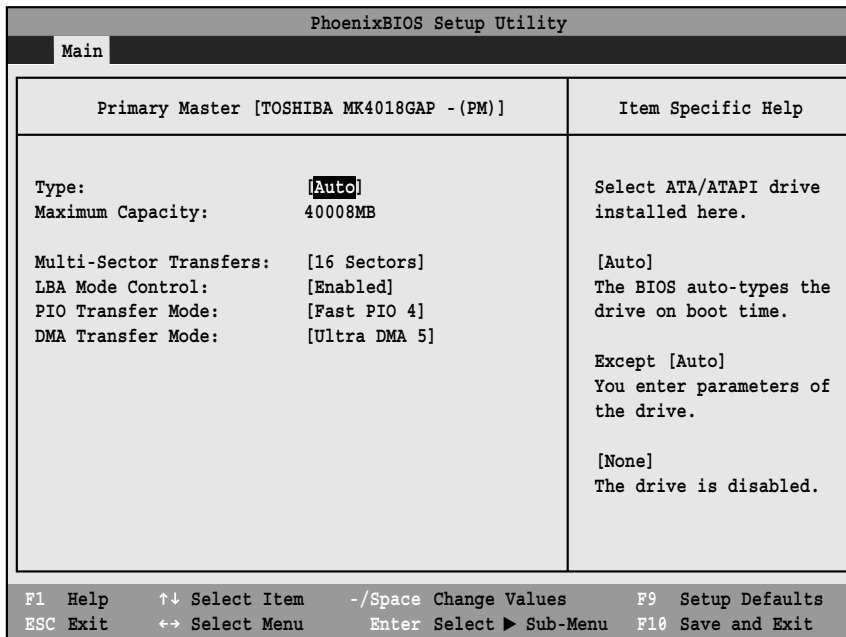 PhoenixBIOS Setup Utility
Main
Primary Master [TOSHIBA MK4018GAP -(PM)]
Item Specific Help
Type: [Auto]
Maximum Capacity: 40008MB
Multi-Sector Transfers: [16 Sectors]
LBA Mode Control: [Enabled]
PIO Transfer Mode: [Fast PIO 4]
DMA Transfer Mode: [Ultra DMA 5]
Select ATA/ATAPI drive
installed here.
[Auto]
The BIOS auto-types the
drive on boot time.
Except [Auto]
You enter parameters of
the drive.
[None]
The drive is disabled.
F1 Help ↑↓ Select Item -/Space Change Values F9 Setup Defaults
ESC Exit ←→ Select Menu Enter Select ▶ Sub-Menu F10 Save and Exit